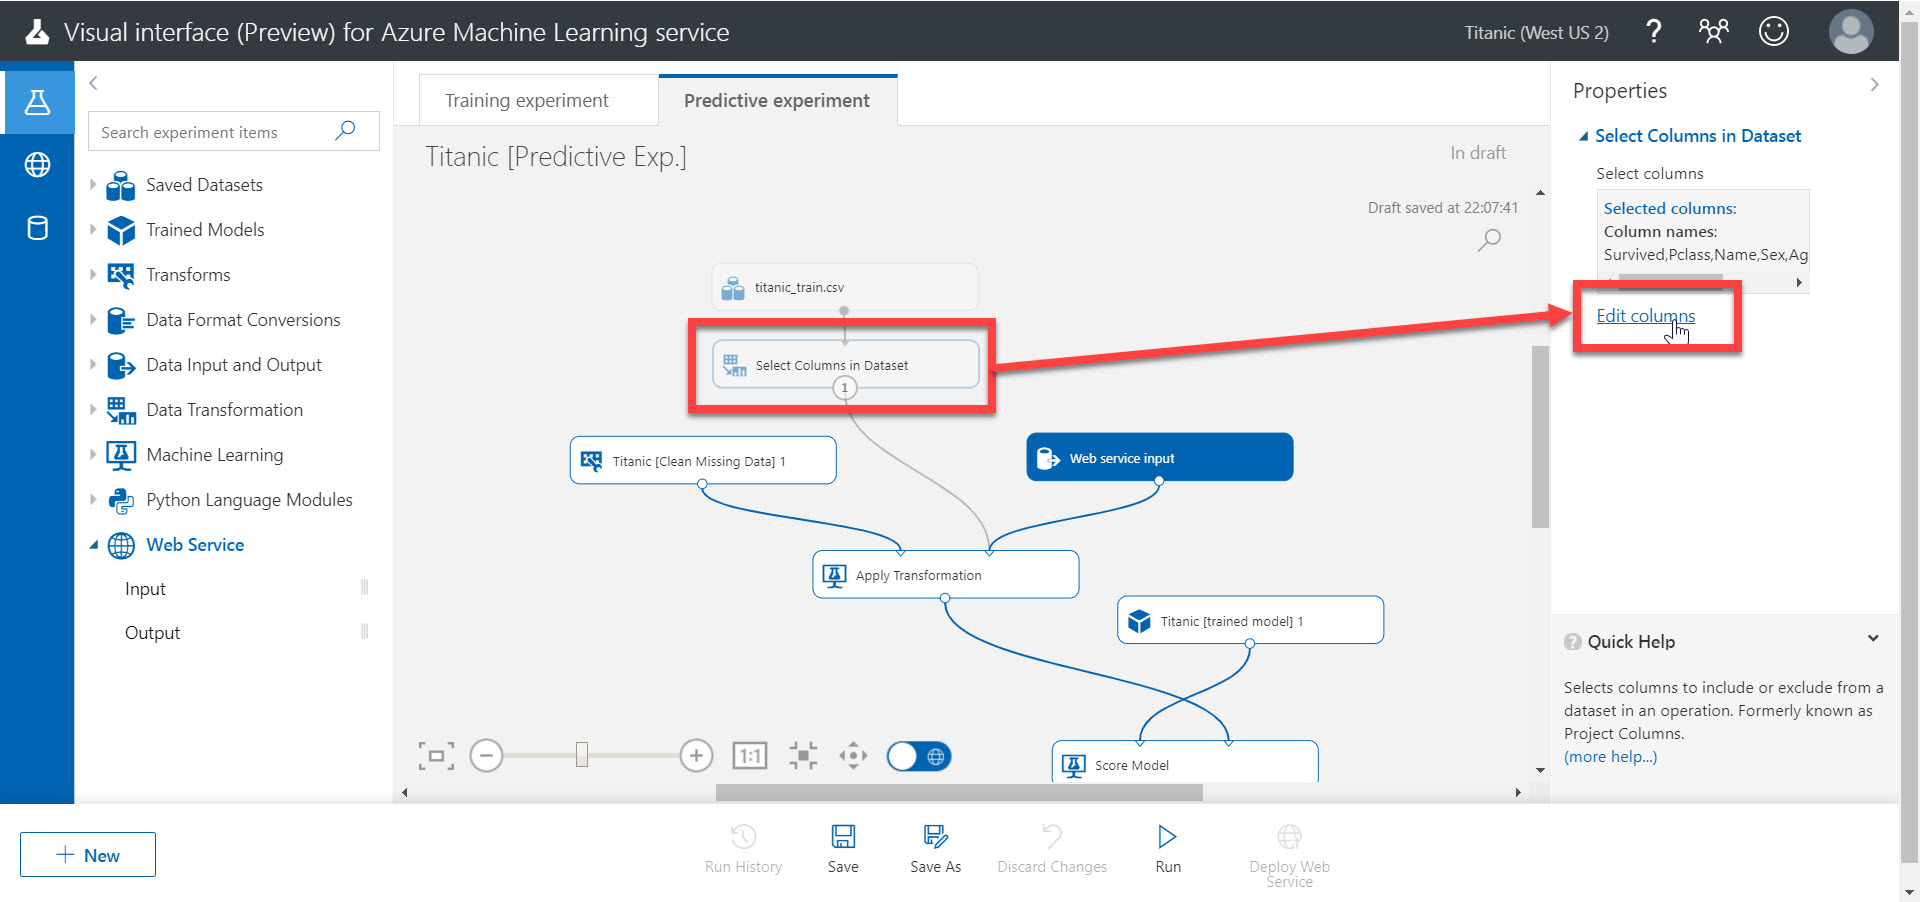 Visual interface (Preview) for Azure Machine Learning service
Titanic (West US 2)
?
Search experiment items
Saved Datasets
Trained Models
Transforms
Data Format Conversions
Data Input and Output
Data Transformation
Machine Learning
Python Language Modules
Web Service
Input
Output
Training experiment
Predictive experiment
Titanic [Predictive Exp.]
In draft
Draft saved at 22:07:41
titanic_train.csv
Select Columns in Dataset
1
Titanic [Clean Missing Data] 1
Web service input
Apply Transformation
Titanic [trained model] 1
Score Model
1:1
Properties
Select Columns in Dataset
Select columns
Selected columns:
Column names:
Survived,Pclass,Name,Sex,Ag
Edit columns
? Quick Help
Selects columns to include or exclude from a
dataset in an operation. Formerly known as
Project Columns.
(more help...)
+ New
Run History
Save
Save As
Discard Changes
Run
Deploy Web
Service